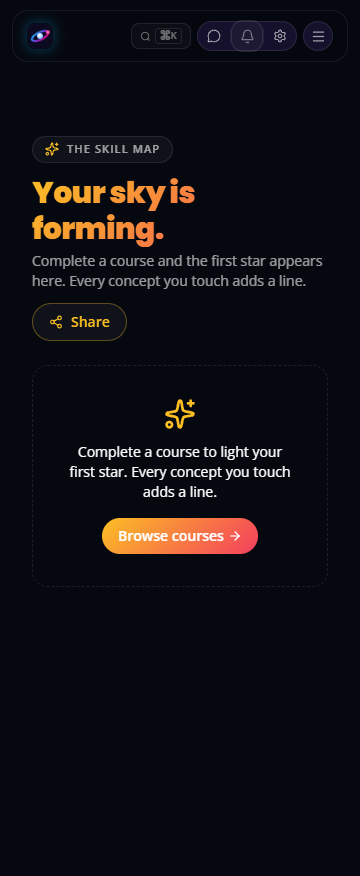 ⌘K
THE SKILL MAP
Your sky is
forming.
Complete a course and the first star appears
here. Every concept you touch adds a line.
Share
Complete a course to light your
first star. Every concept you touch
adds a line.
Browse courses →